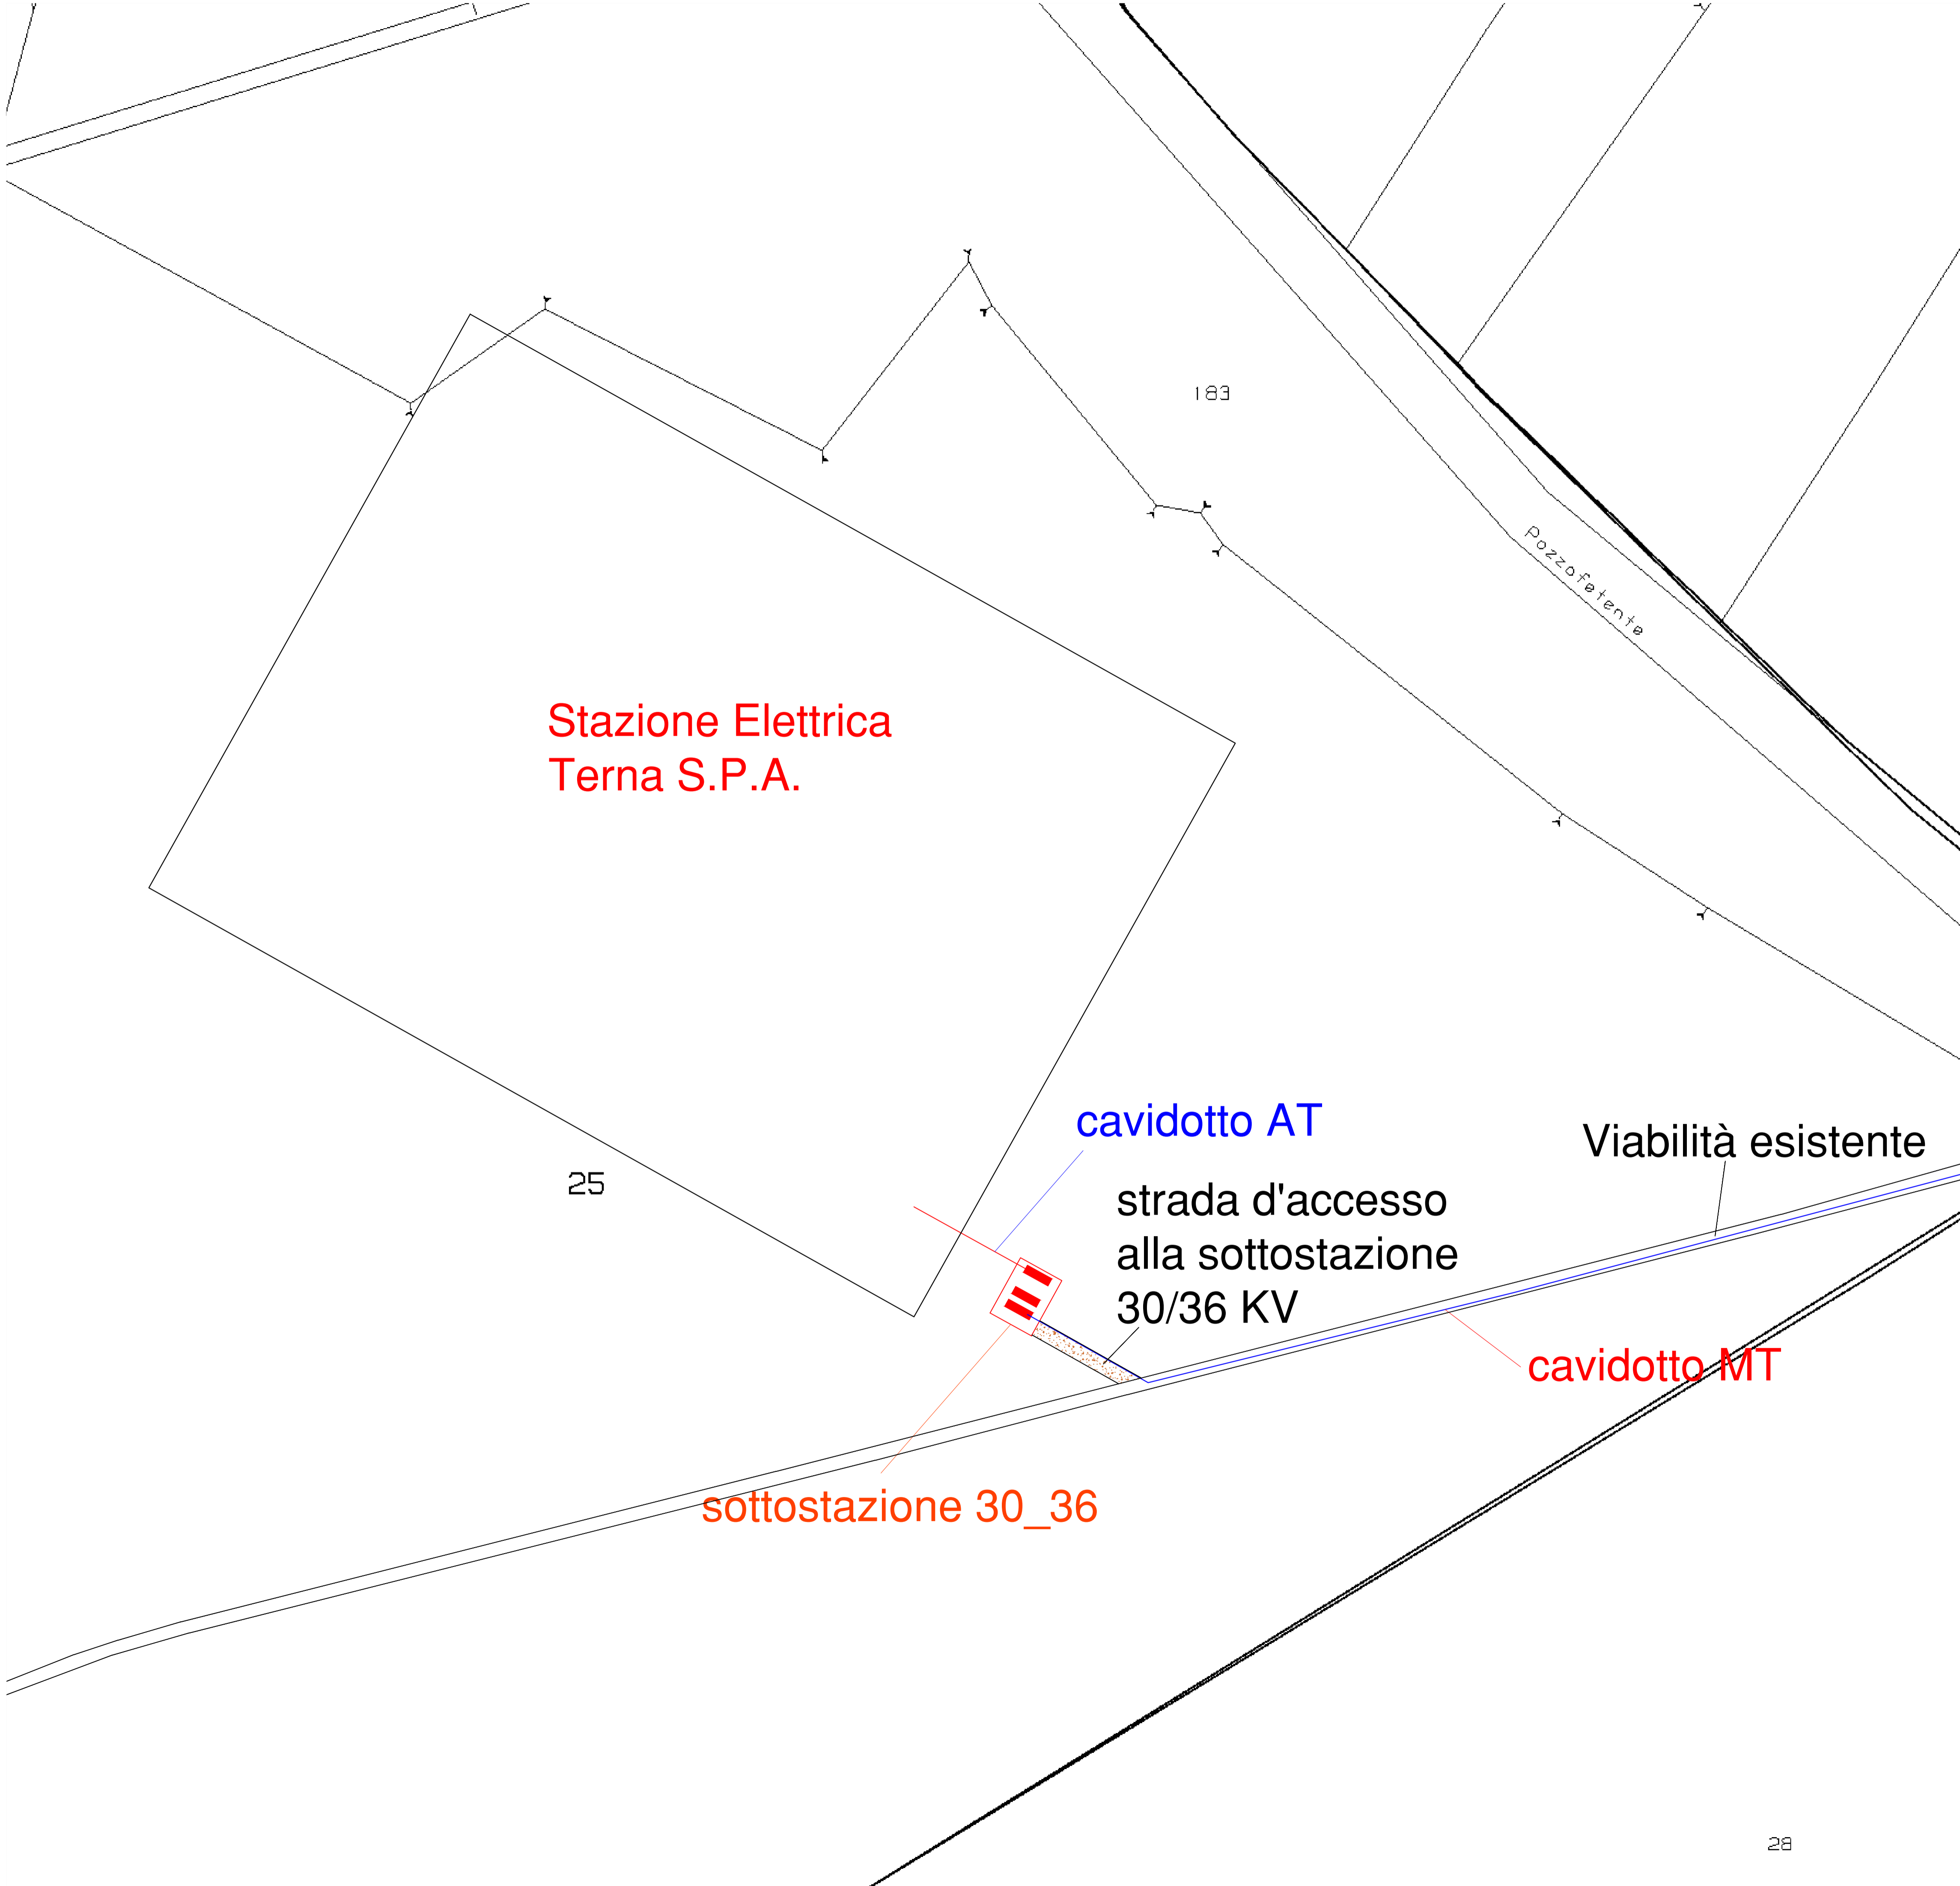 183
Pozzofetente
Stazione Elettrica
Terna S.P.A.
cavidotto AT
Viabilità esistente
25
strada d'accesso
alla sottostazione
30/36 KV
cavidotto MT
sottostazione 30_36
28